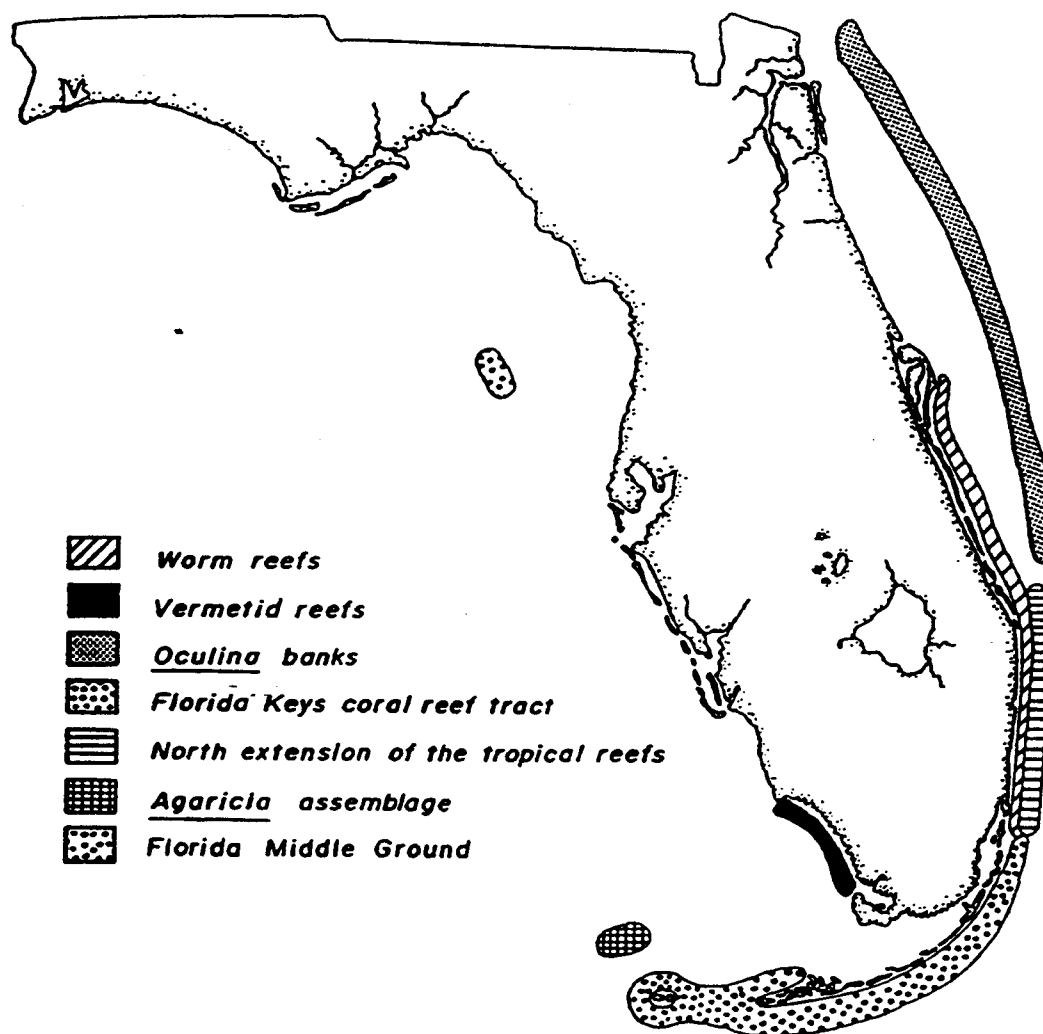 Worm reefs
Vermetid reefs
Oculina banks
Florida Keys coral reef tract
North extension of the tropical reefs
Agaricia assemblage
Florida Middle Ground